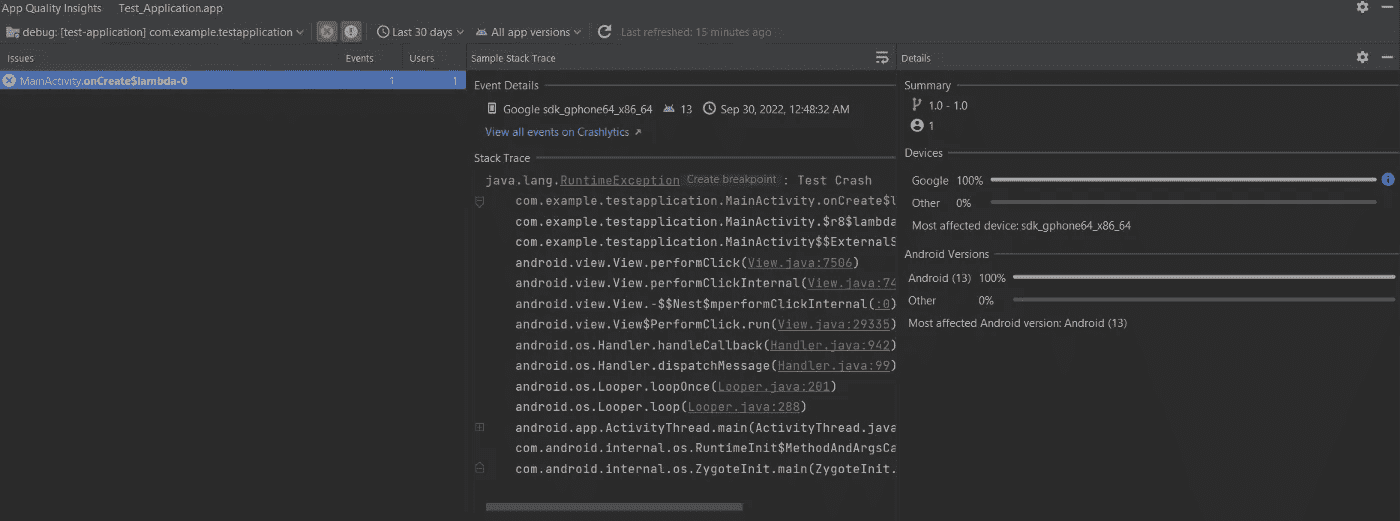 App Quality Insights Test_Application.app
debug: [test-application] com.example.testapplication Last 30 days All app versions Last refreshed: 15 minutes ago
Issues Events Users
MainActivity.onCreate$lambda-0 1 1
Sample Stack Trace
Event Details
Google sdk_gphone64_x86_64 13 Sep 30, 2022, 12:48:32 AM
View all events on Crashlytics ↗
Stack Trace
java.lang.RuntimeException Create breakpoint : Test Crash
com.example.testapplication.MainActivity.onCreate$l
com.example.testapplication.MainActivity.$r8$lambda
com.example.testapplication.MainActivity$$ExternalS
android.view.View.performClick(View.java:7506)
android.view.View.performClickInternal(View.java:74
android.view.View.-$$Nest$mperformClickInternal(:0)
android.view.View$PerformClick.run(View.java:29335)
android.os.Handler.handleCallback(Handler.java:942)
android.os.Handler.dispatchMessage(Handler.java:99)
android.os.Looper.loopOnce(Looper.java:201)
android.os.Looper.loop(Looper.java:288)
android.app.ActivityThread.main(ActivityThread.java
com.android.internal.os.RuntimeInit$MethodAndArgsCa
com.android.internal.os.ZygoteInit.main(ZygoteInit.
Details
Summary
1.0 - 1.0
1
Devices
Google 100%
Other 0%
Most affected device: sdk_gphone64_x86_64
Android Versions
Android (13) 100%
Other 0%
Most affected Android version: Android (13)